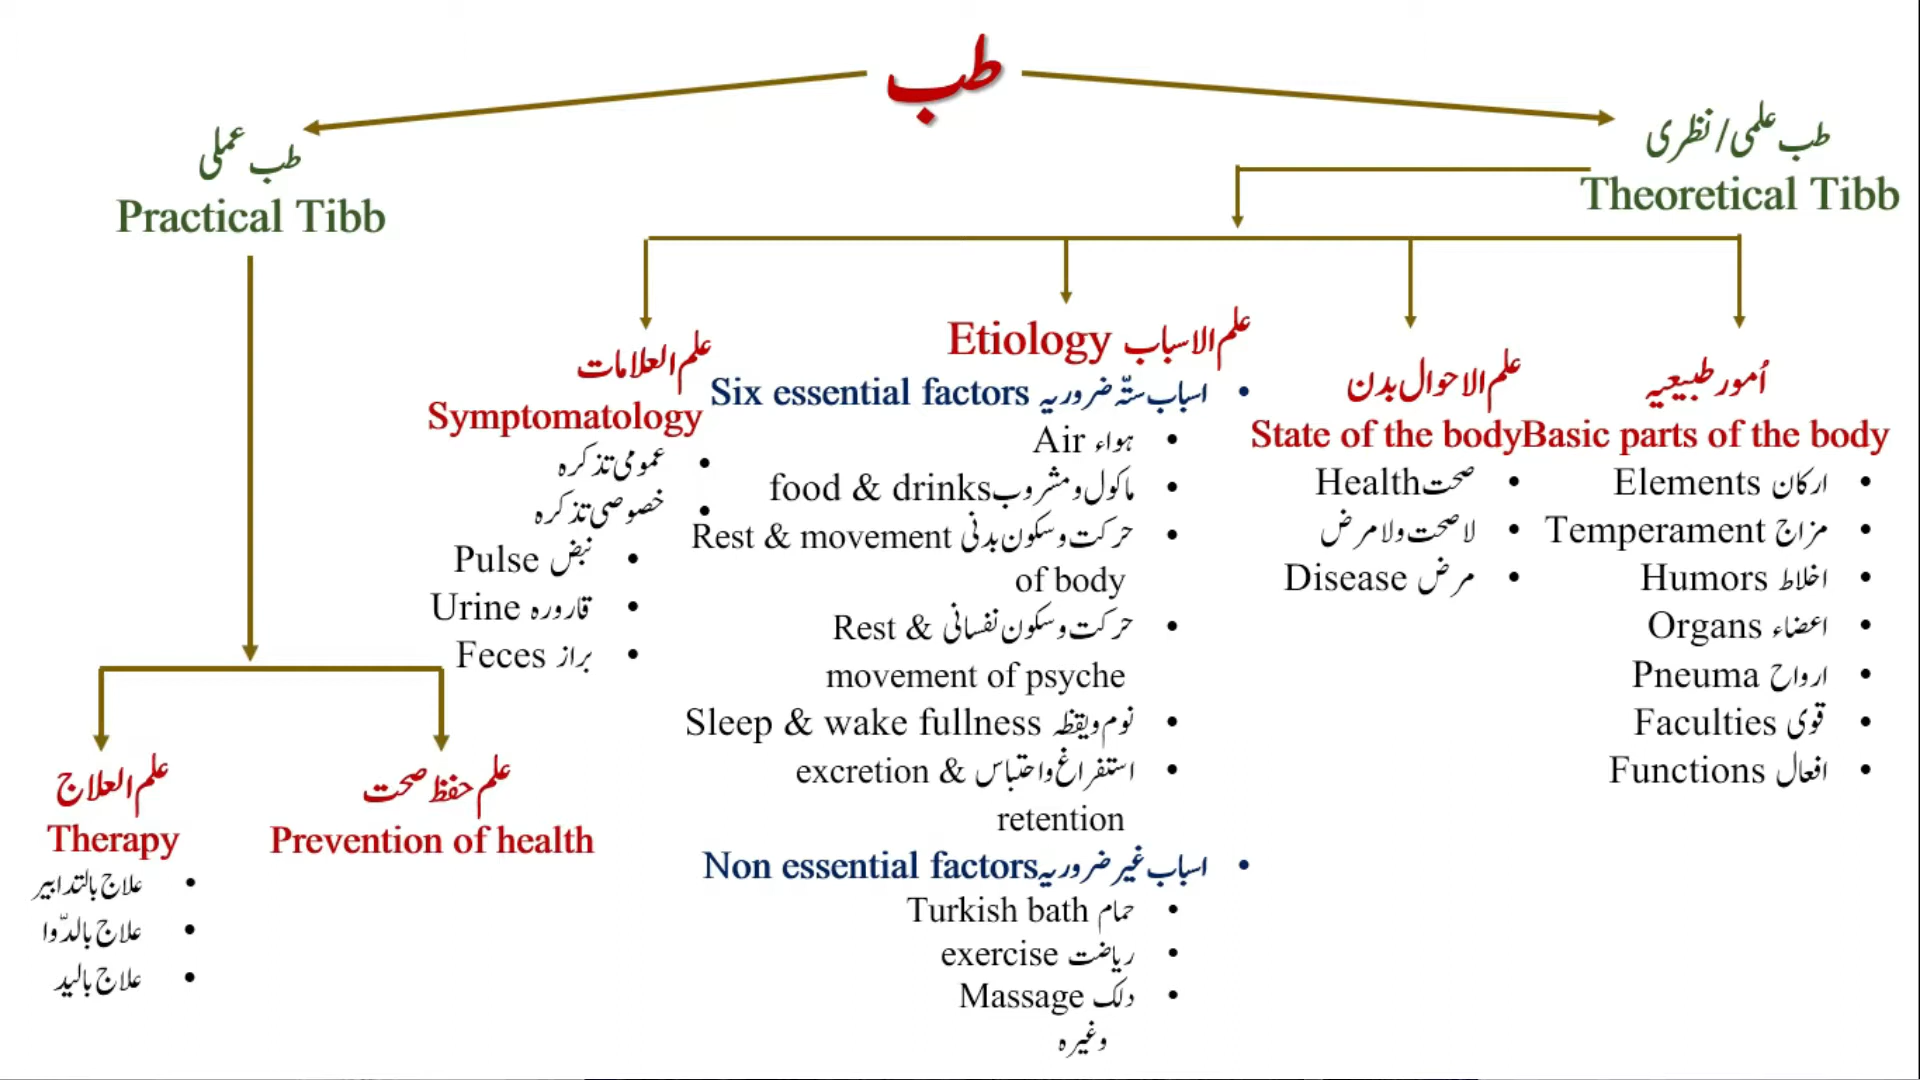 طب
طب علمی / نظری
Theoretical Tibb
طب عملی
Practical Tibb
اُمور طبیعیہ
Basic parts of the body
ارکان Elements
مزاج Temperament
اخلاط Humors
اعضاء Organs
ارواح Pneuma
قوی Faculties
افعال Functions
علم الاحوال بدن
State of the body
صحت Health
لا صحت ولا مرض
مرض Disease
علم الاسباب Etiology
اسباب ستّہ ضروریہ Six essential factors
ہواء Air
ماکول و مشروب food & drinks
حرکت و سکون بدنی Rest & movement
of body
حرکت و سکون نفسانی Rest &
movement of psyche
نوم و یقظہ Sleep & wake fullness
استفراغ و احتباس excretion &
retention
اسباب غیر ضروریہ Non essential factors
حمام Turkish bath
ریاضت exercise
دلک Massage
وغیرہ
علم العلامات
Symptomatology
عمومی تذکرہ
خصوصی تذکرہ
نبض Pulse
قارورہ Urine
براز Feces
علم حفظ صحت
Prevention of health
علم العلاج
Therapy
علاج بالتدابیر
علاج بالدّوا
علاج بالید